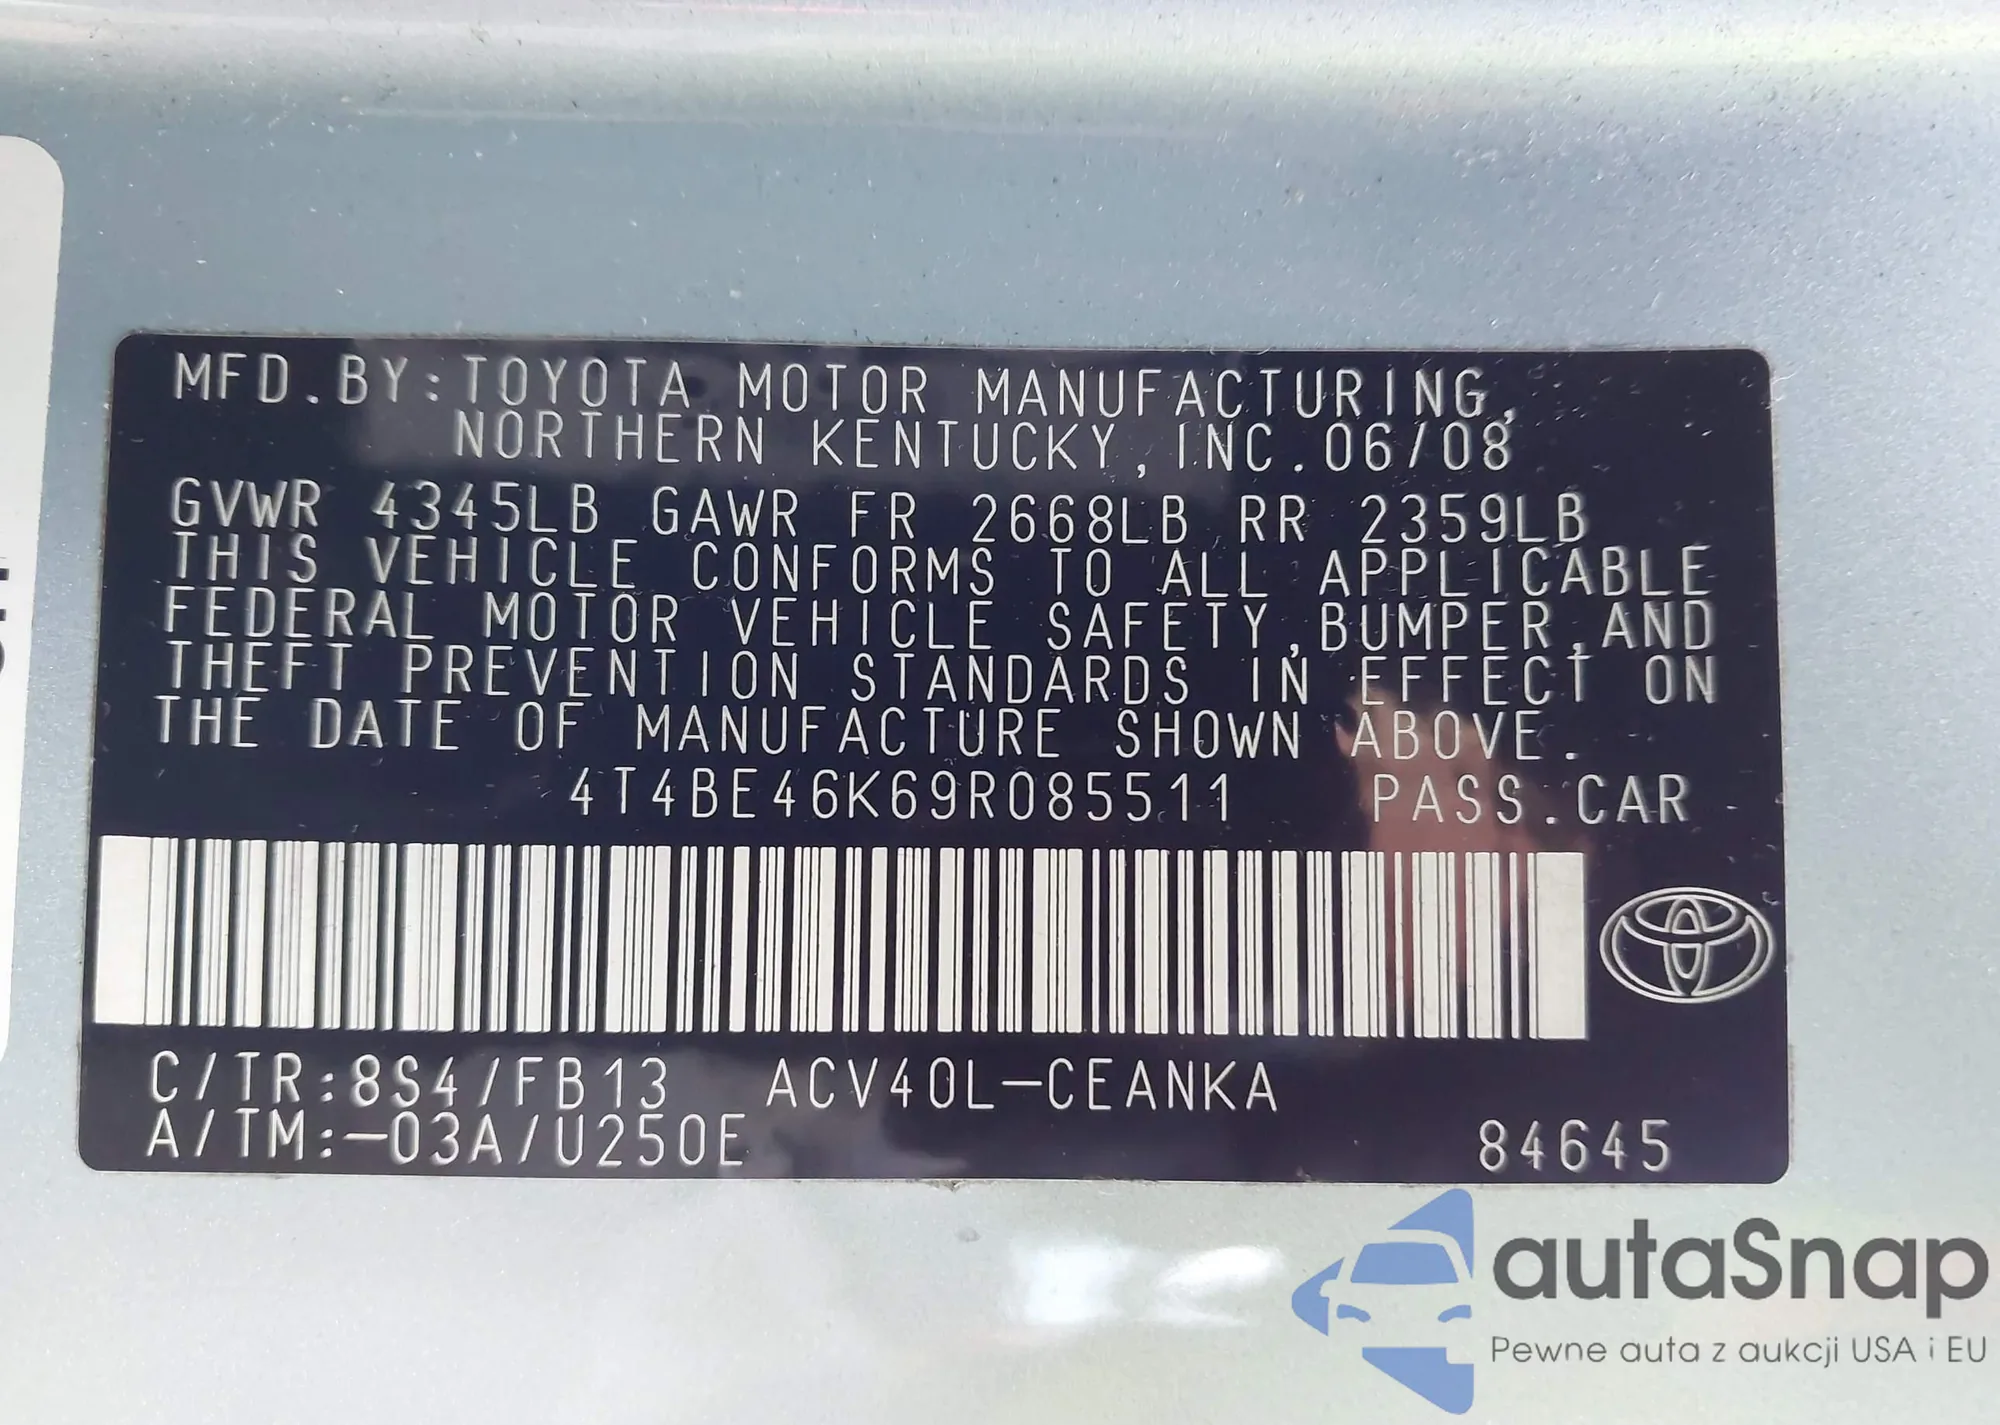 MFD.BY:TOYOTA MOTOR MANUFACTURING,
NORTHERN KENTUCKY,INC.06/08
GVWR 4345LB GAWR FR 2668LB RR 2359LB
THIS VEHICLE CONFORMS TO ALL APPLICABLE
FEDERAL MOTOR VEHICLE SAFETY,BUMPER,AND
THEFT PREVENTION STANDARDS IN EFFECT ON
THE DATE OF MANUFACTURE SHOWN ABOVE.
4T4BE46K69R085511 PASS.CAR
C/TR:8S4/FB13 ACV40L-CEANKA
A/TM:-03A/U250E 84645
autaSnap
Pewne auta z aukcji USA i EU